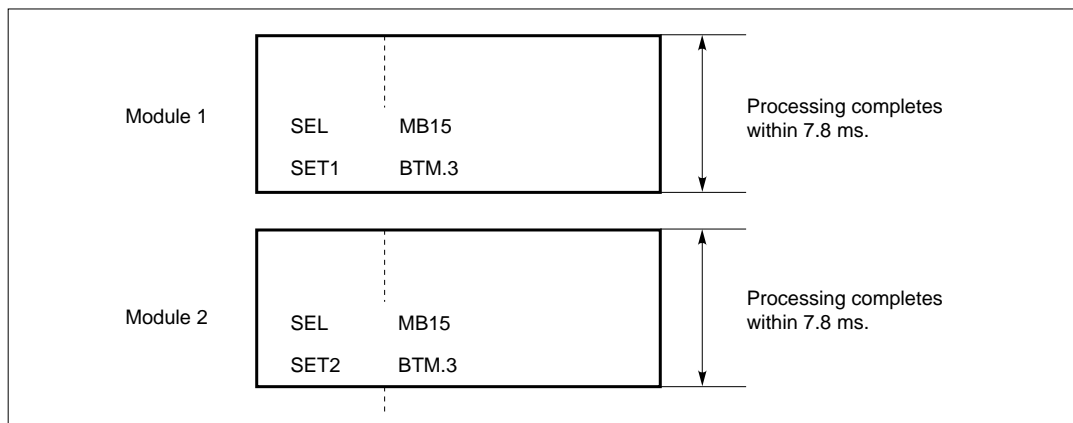 Module 1
SEL MB15
SET1 BTM.3
Processing completes
within 7.8 ms.
Module 2
SEL MB15
SET2 BTM.3
Processing completes
within 7.8 ms.